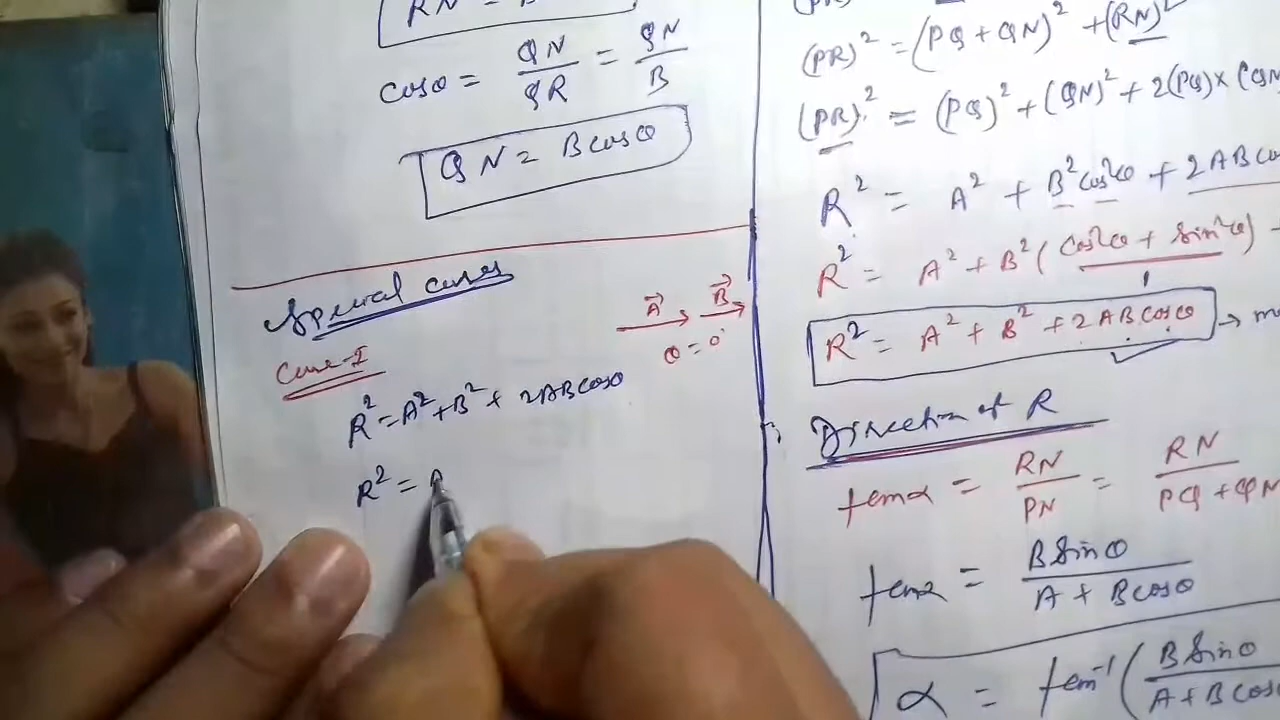 cosθ = QN/QR = QN/B
QN = Bcosθ
Special cases
Case-I
A⃗ B⃗
θ = 0°
R² = A² + B² + 2ABcosθ
R² = A
(PR)² = (PQ + QN)² + (RN)²
(PR)² = (PQ)² + (QN)² + 2(PQ) × (QN
R² = A² + B²cos²θ + 2ABco
R² = A² + B²(cos²θ + sin²θ)
1
R² = A² + B² + 2ABcosθ →
Direction of R
tanα = RN/PN = RN/PQ+QN
tanα = BSinθ/A + Bcosθ
α = tan⁻¹(BSinθ/A+Bcosθ